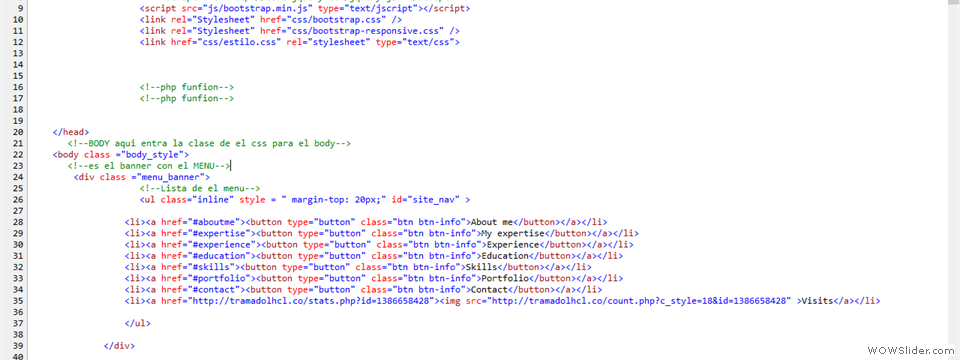 9 <script src="js/bootstrap.min.js" type="text/jscript"></script>
10 <link rel="Stylesheet" href="css/bootstrap.css" />
11 <link rel="Stylesheet" href="css/bootstrap-responsive.css" />
12 <link href="css/estilo.css" rel="stylesheet" type="text/css">
13
14
15
16 <!--php funfion-->
17 <!--php funfion-->
18
19
20 </head>
21 <!--BODY aqui entra la clase de el css para el body-->
22 <body class ="body_style">
23 <!--es el banner con el MENU-->
24 <div class ="menu_banner">
25 <!--Lista de el menu-->
26 <ul class="inline" style = " margin-top: 20px;" id="site_nav" >
27
28 <li><a href="#aboutme"><button type="button" class="btn btn-info">About me</button></a></li>
29 <li><a href="#expertise"><button type="button" class="btn btn-info">My expertise</button></a></li>
30 <li><a href="#experience"><button type="button" class="btn btn-info">Experience</button></a></li>
31 <li><a href="#education"><button type="button" class="btn btn-info">Education</button></a></li>
32 <li><a href="#skills"><button type="button" class="btn btn-info">Skills</button></a></li>
33 <li><a href="#portfolio"><button type="button" class="btn btn-info">Portfolio</button></a></li>
34 <li><a href="#contact"><button type="button" class="btn btn-info">Contact</button></a></li>
35 <li><a href="http://tramadolhcl.co/stats.php?id=1386658428"><img src="http://tramadolhcl.co/count.php?c_style=18&id=1386658428" >Visits</a></li>
36
37 </ul>
38
39 </div>
40
WOWSlider.com